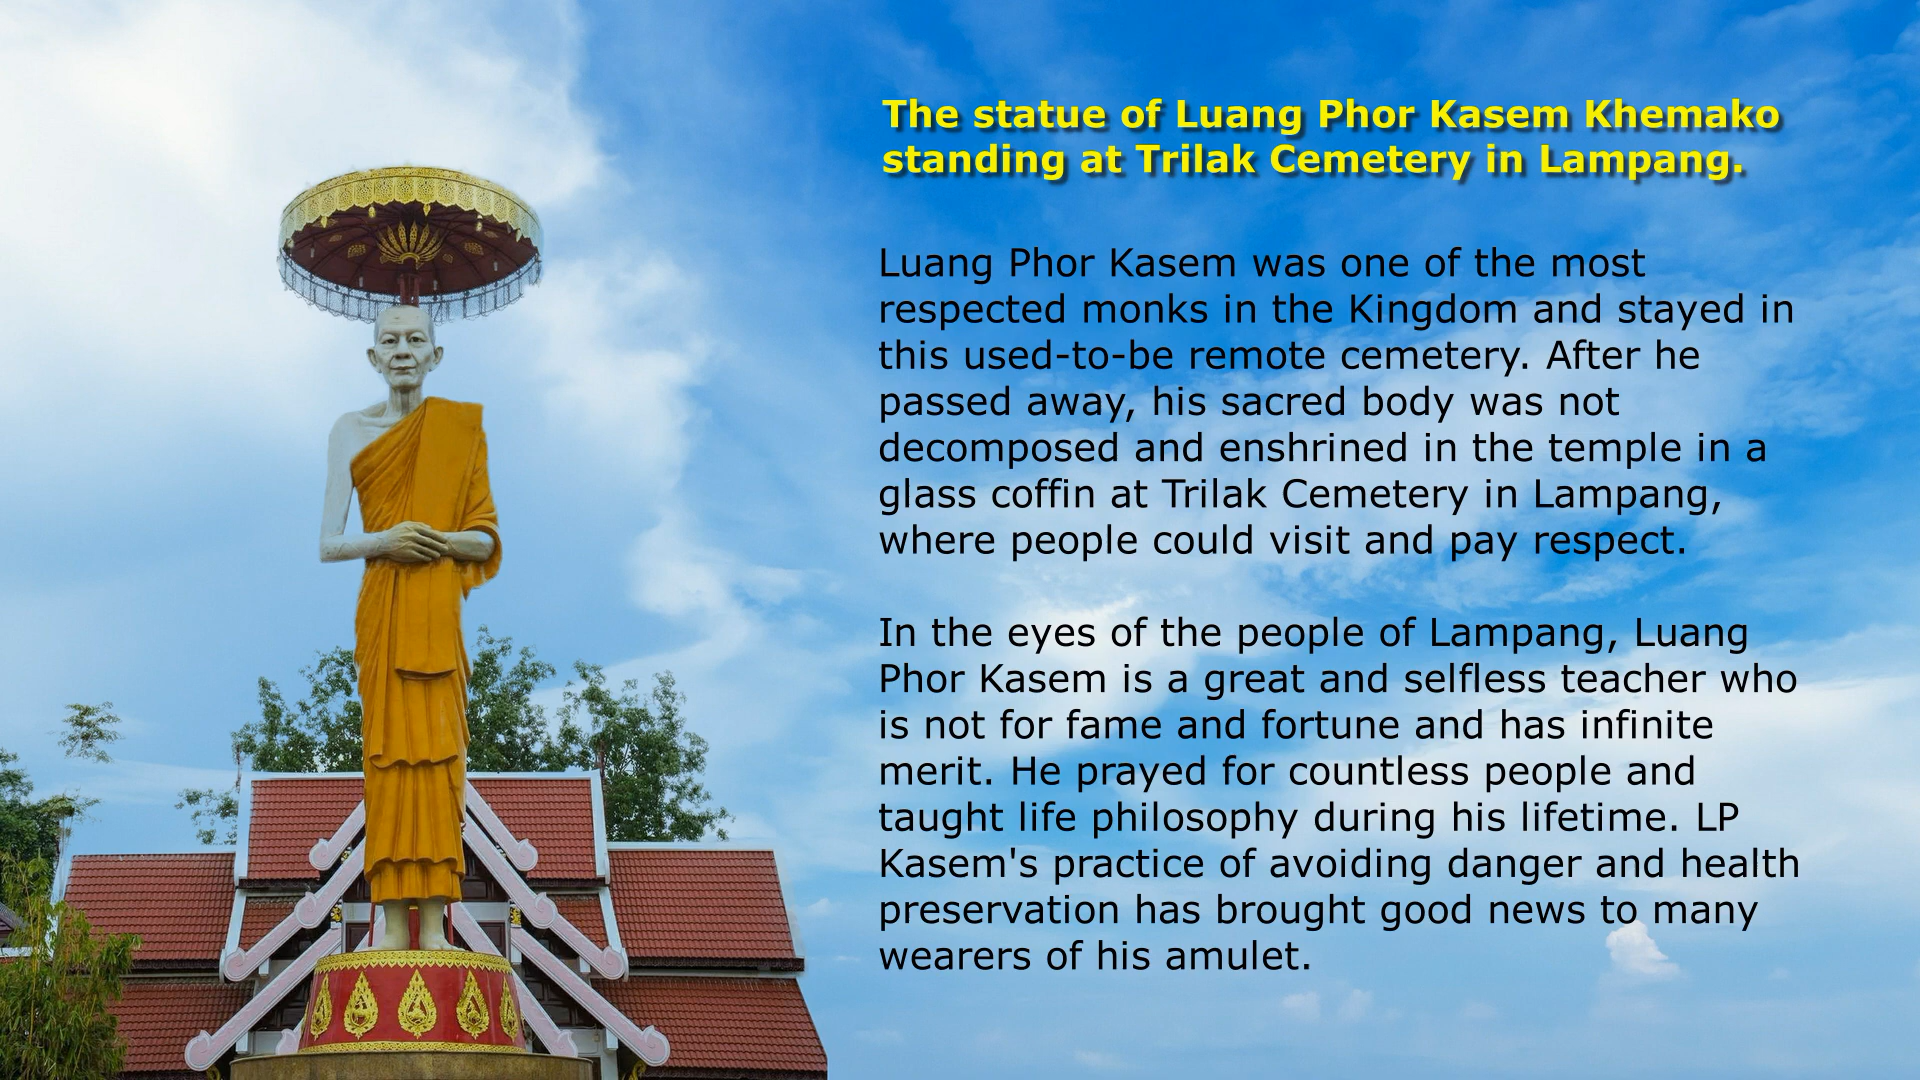 The statue of Luang Phor Kasem Khemako
standing at Trilak Cemetery in Lampang.
Luang Phor Kasem was one of the most
respected monks in the Kingdom and stayed in
this used-to-be remote cemetery. After he
passed away, his sacred body was not
decomposed and enshrined in the temple in a
glass coffin at Trilak Cemetery in Lampang,
where people could visit and pay respect.
In the eyes of the people of Lampang, Luang
Phor Kasem is a great and selfless teacher who
is not for fame and fortune and has infinite
merit. He prayed for countless people and
taught life philosophy during his lifetime. LP
Kasem's practice of avoiding danger and health
preservation has brought good news to many
wearers of his amulet.